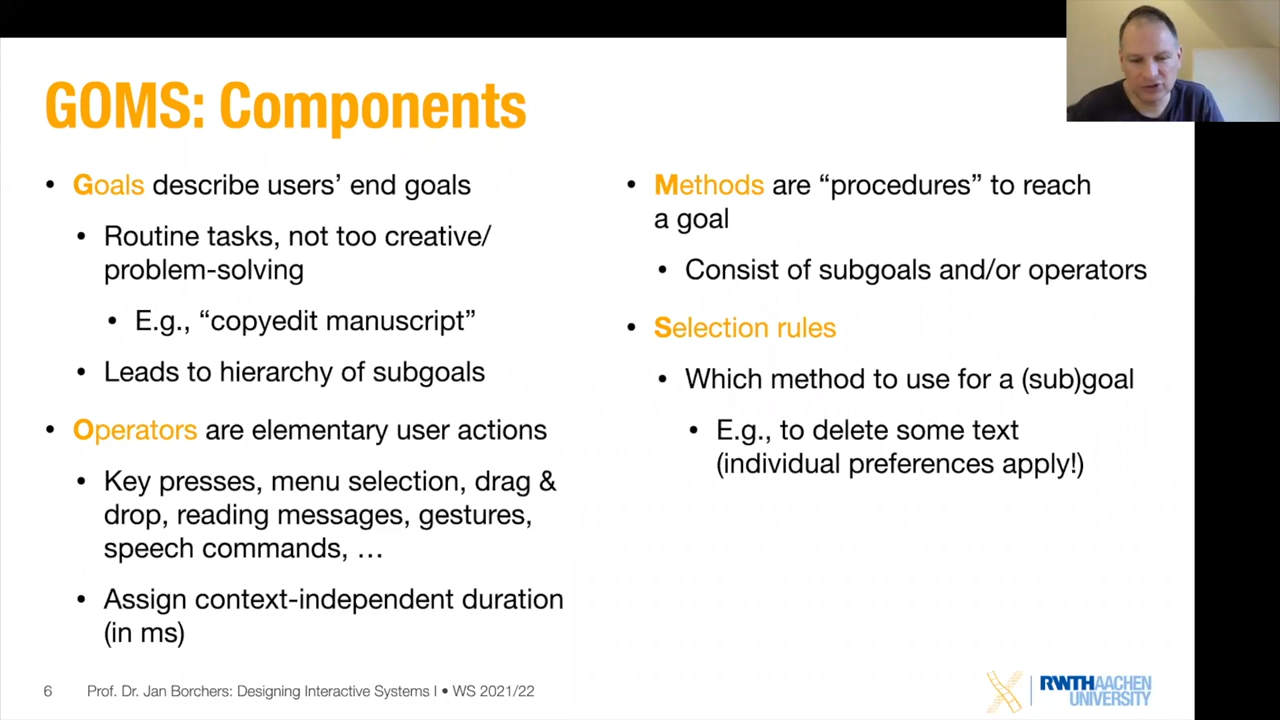 GOMS: Components
• Goals describe users’ end goals
• Routine tasks, not too creative/
problem-solving
• E.g., “copyedit manuscript”
• Leads to hierarchy of subgoals
• Operators are elementary user actions
• Key presses, menu selection, drag &
drop, reading messages, gestures,
speech commands, …
• Assign context-independent duration
(in ms)
• Methods are “procedures” to reach
a goal
• Consist of subgoals and/or operators
• Selection rules
• Which method to use for a (sub)goal
• E.g., to delete some text
(individual preferences apply!)
6 Prof. Dr. Jan Borchers: Designing Interactive Systems I • WS 2021/22
RWTHAACHEN
UNIVERSITY